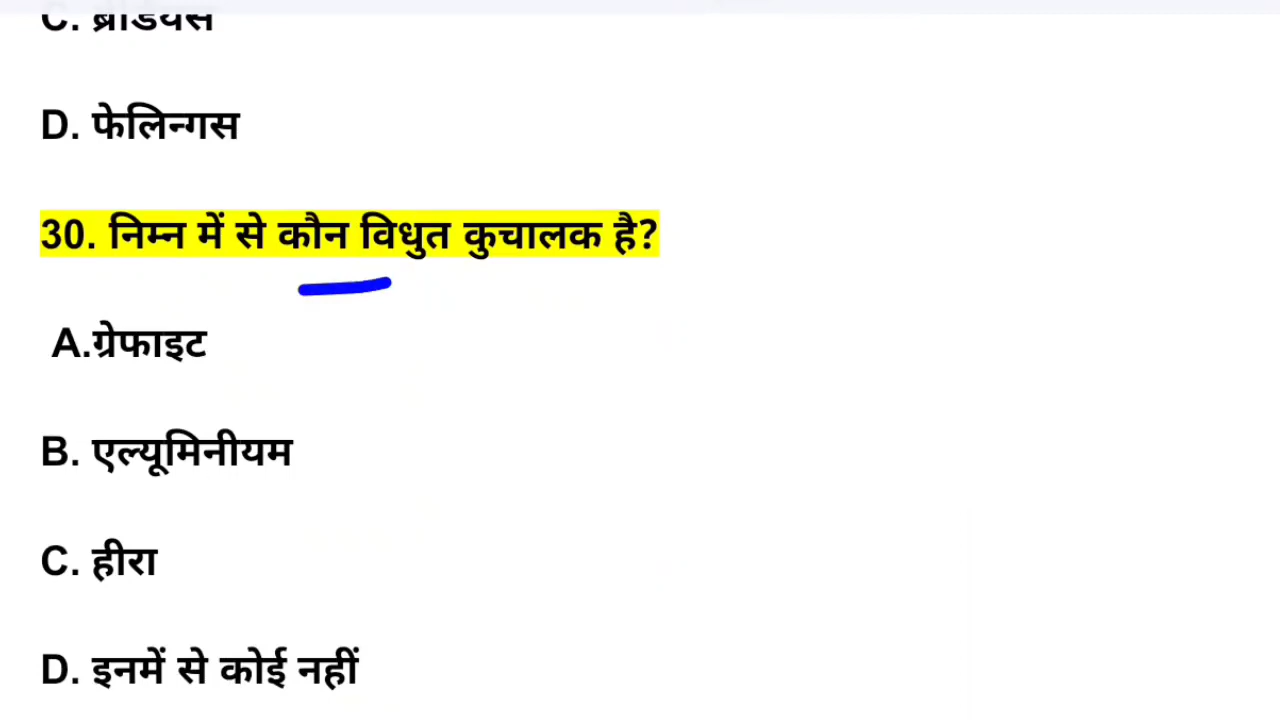 C.
D. फेलिन्गस
30. निम्न में से कौन विधुत कुचालक है?
A.ग्रेफाइट
B. एल्यूमिनीयम
C. हीरा
D. इनमें से कोई नहीं